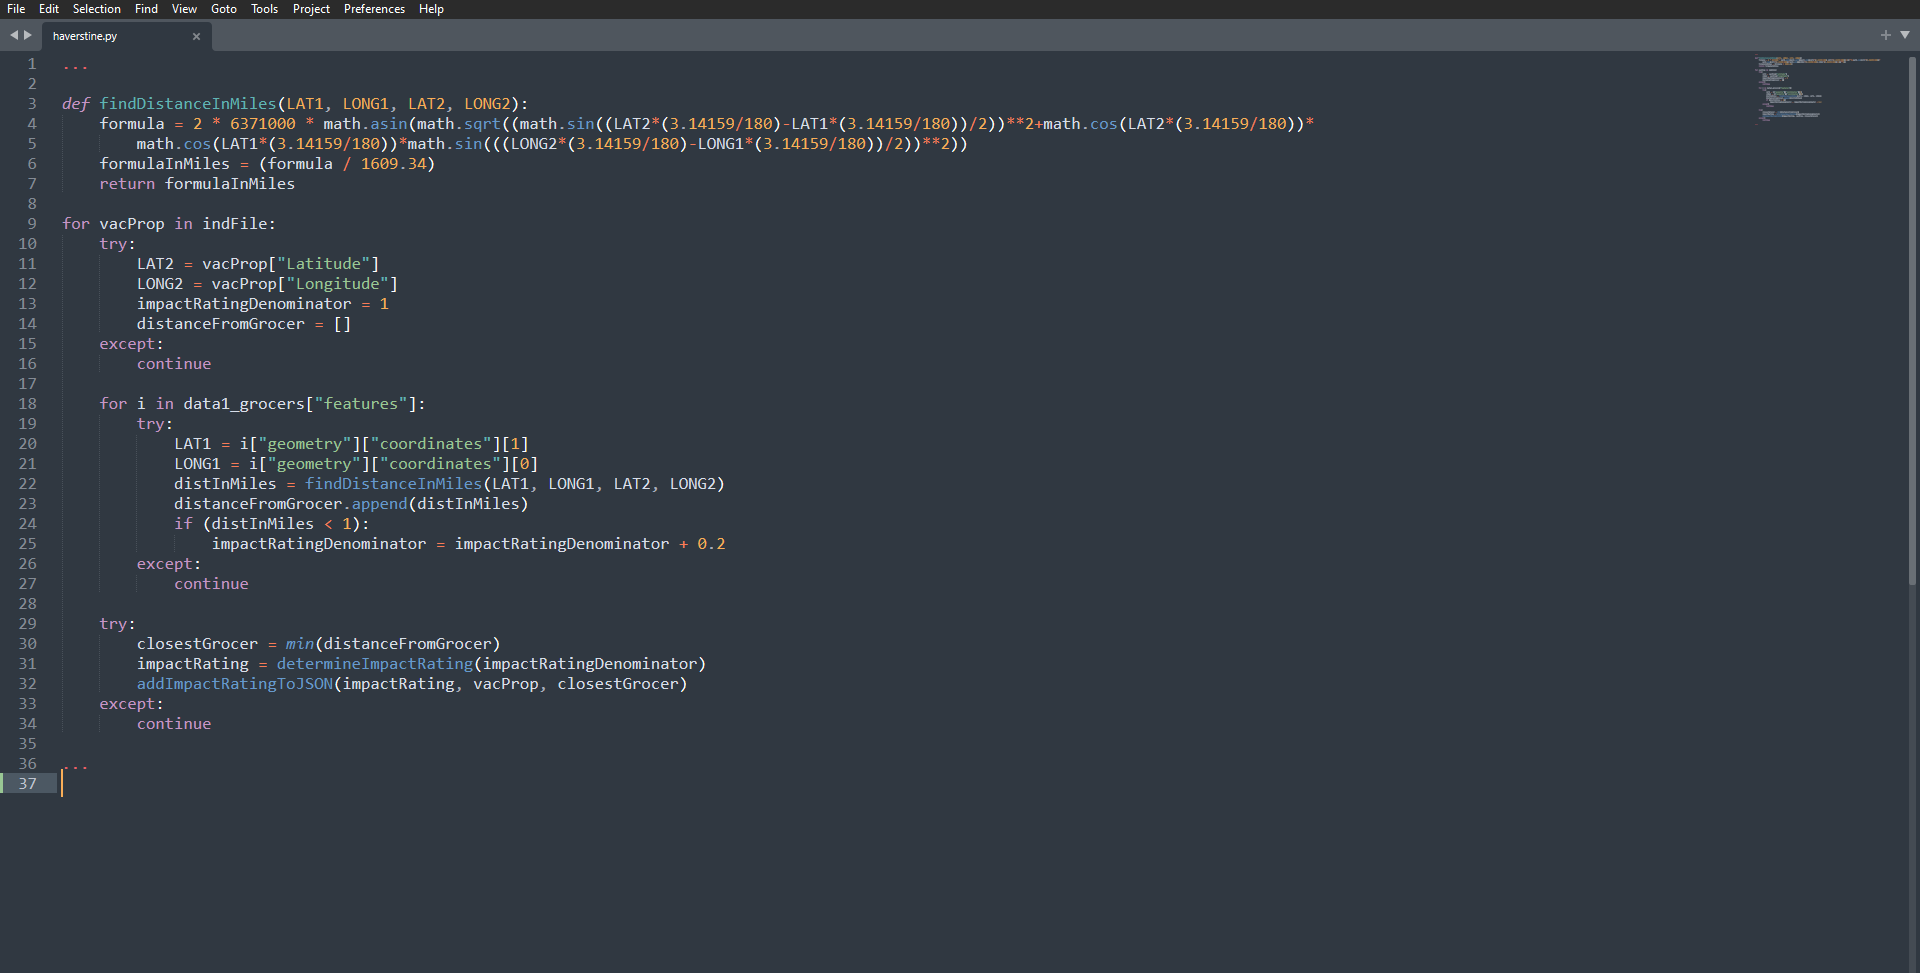 File Edit Selection Find View Goto Tools Project Preferences Help
haverstine.py
1 ...
2
3 def findDistanceInMiles(LAT1, LONG1, LAT2, LONG2):
4     formula = 2 * 6371000 * math.asin(math.sqrt((math.sin((LAT2*(3.14159/180)-LAT1*(3.14159/180))/2))**2+math.cos(LAT2*(3.14159/180))*
5         math.cos(LAT1*(3.14159/180))*math.sin(((LONG2*(3.14159/180)-LONG1*(3.14159/180))/2))**2))
6     formulaInMiles = (formula / 1609.34)
7     return formulaInMiles
8
9 for vacProp in indFile:
10     try:
11         LAT2 = vacProp["Latitude"]
12         LONG2 = vacProp["Longitude"]
13         impactRatingDenominator = 1
14         distanceFromGrocer = []
15     except:
16         continue
17
18     for i in data1_grocers["features"]:
19         try:
20             LAT1 = i["geometry"]["coordinates"][1]
21             LONG1 = i["geometry"]["coordinates"][0]
22             distInMiles = findDistanceInMiles(LAT1, LONG1, LAT2, LONG2)
23             distanceFromGrocer.append(distInMiles)
24             if (distInMiles < 1):
25                 impactRatingDenominator = impactRatingDenominator + 0.2
26         except:
27             continue
28
29     try:
30         closestGrocer = min(distanceFromGrocer)
31         impactRating = determineImpactRating(impactRatingDenominator)
32         addImpactRatingToJSON(impactRating, vacProp, closestGrocer)
33     except:
34         continue
35
36 ...
37